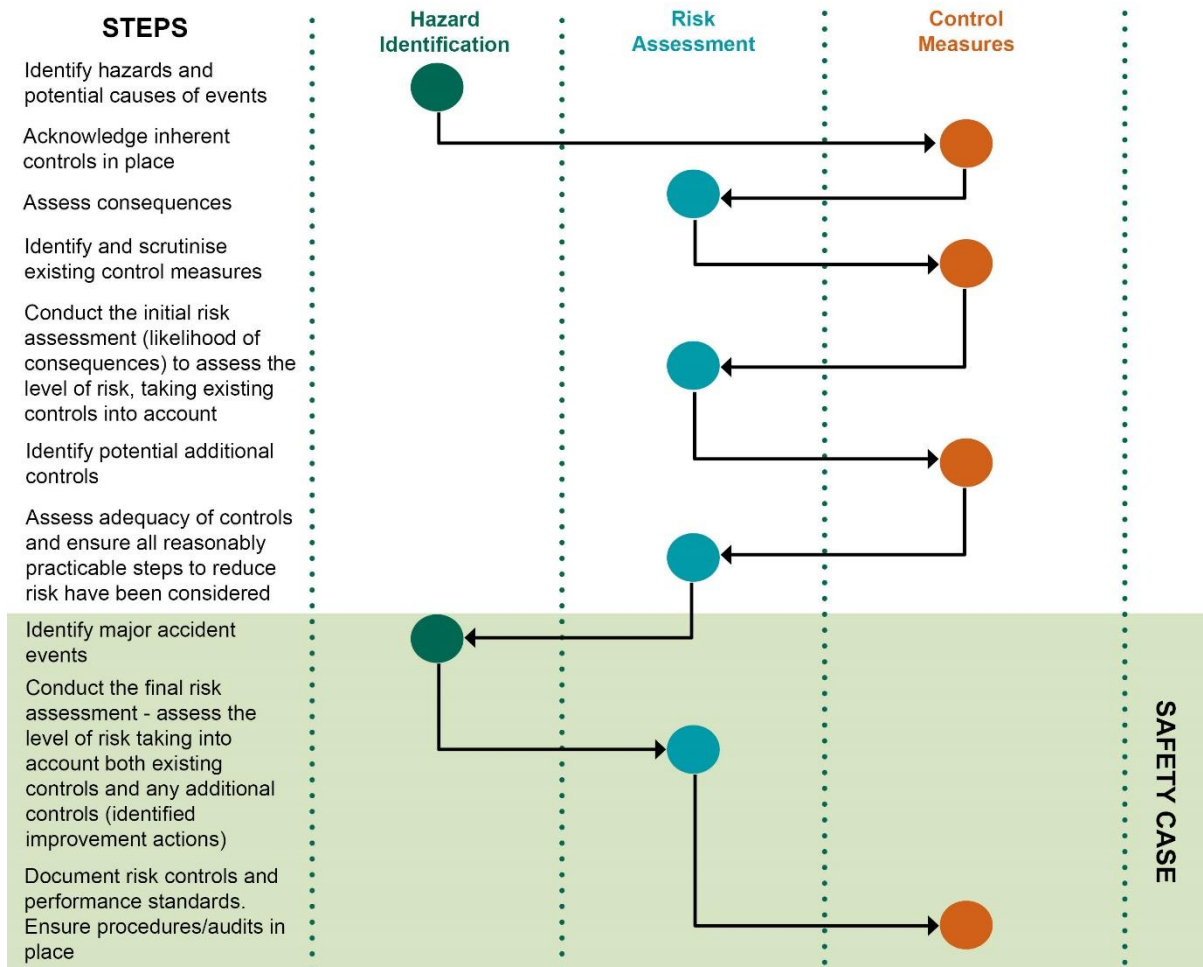 STEPS
Hazard
Identification
Risk
Assessment
Control
Measures
Identify hazards and
potential causes of events
Acknowledge inherent
controls in place
Assess consequences
Identify and scrutinise
existing control measures
Conduct the initial risk
assessment (likelihood of
consequences) to assess the
level of risk, taking existing
controls into account
Identify potential additional
controls
Assess adequacy of controls
and ensure all reasonably
practicable steps to reduce
risk have been considered
Identify major accident
events
Conduct the final risk
assessment - assess the
level of risk taking into
account both existing
controls and any additional
controls (identified
improvement actions)
Document risk controls and
performance standards.
Ensure procedures/audits in
place
SAFETY CASE